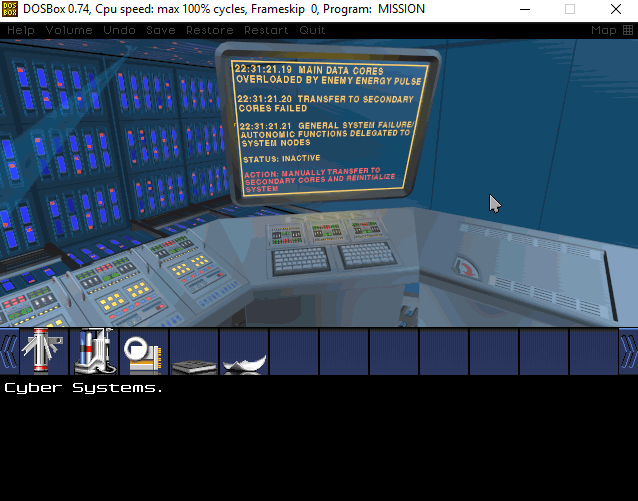 DOSBox 0.74, Cpu speed: max 100% cycles, Frameskip 0, Program: MISSION
DOS
BOX
Help Volume Undo Save Restore Restart Quit Map
22:31:21.19 MAIN DATA CORES
OVERLOADED BY ENEMY ENERGY PULSE
22:31:21.20 TRANSFER TO SECONDARY
CORES FAILED
22:31:21.21 GENERAL SYSTEM FAILURE/
AUTONOMIC FUNCTIONS DELEGATED TO
SYSTEM NODES
STATUS: INACTIVE
ACTION: MANUALLY TRANSFER TO
SECONDARY CORES AND REINITIALIZE
SYSTEM
Cyber Systems.